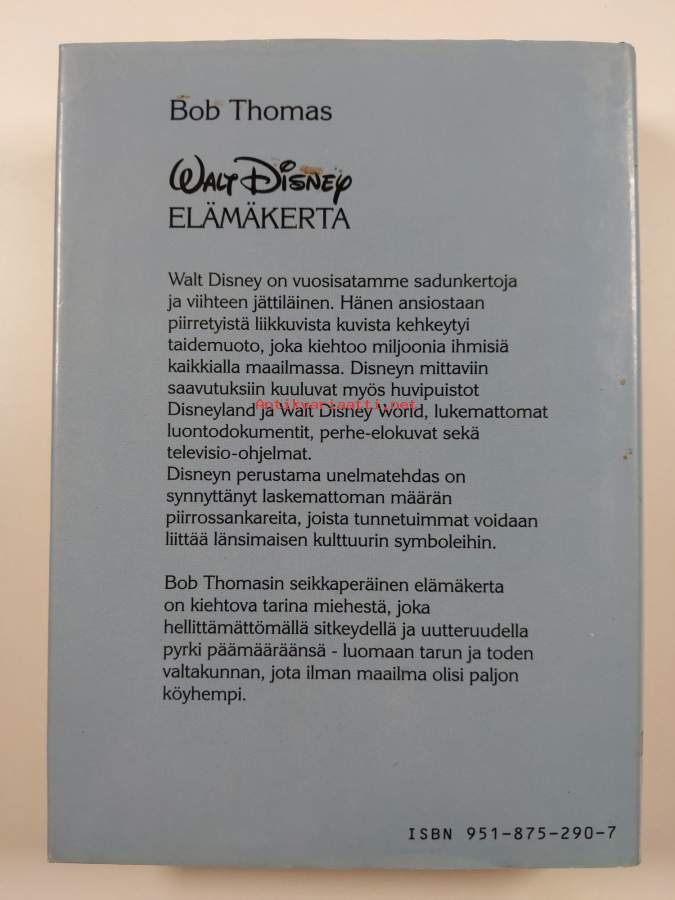 Bob Thomas
WALT DISNEY
ELÄMÄKERTA
Walt Disney on vuosisatamme sadunkertoja
ja viihteen jättiläinen. Hänen ansiostaan
piirretyistä liikkuvista kuvista kehkeytyi
taidemuoto, joka kiehtoo miljoonia ihmisiä
kaikkialla maailmassa. Disneyn mittaviin
saavutuksiin kuuluvat myös huvipuistot
Antikvariaatti.net
Disneyland ja Walt Disney World, lukemattomat
luontodokumentit, perhe-elokuvat sekä
televisio-ohjelmat.
Disneyn perustama unelmatehdas on
synnyttänyt laskemattoman määrän
piirrossankareita, joista tunnetuimmat voidaan
liittää länsimaisen kulttuurin symboleihin.
Bob Thomasin seikkaperäinen elämäkerta
on kiehtova tarina miehestä, joka
hellittämättömällä sitkeydellä ja uutteruudella
pyrki päämääräänsä - luomaan tarun ja toden
valtakunnan, jota ilman maailma olisi paljon
köyhempi.
ISBN 951-875-290-7